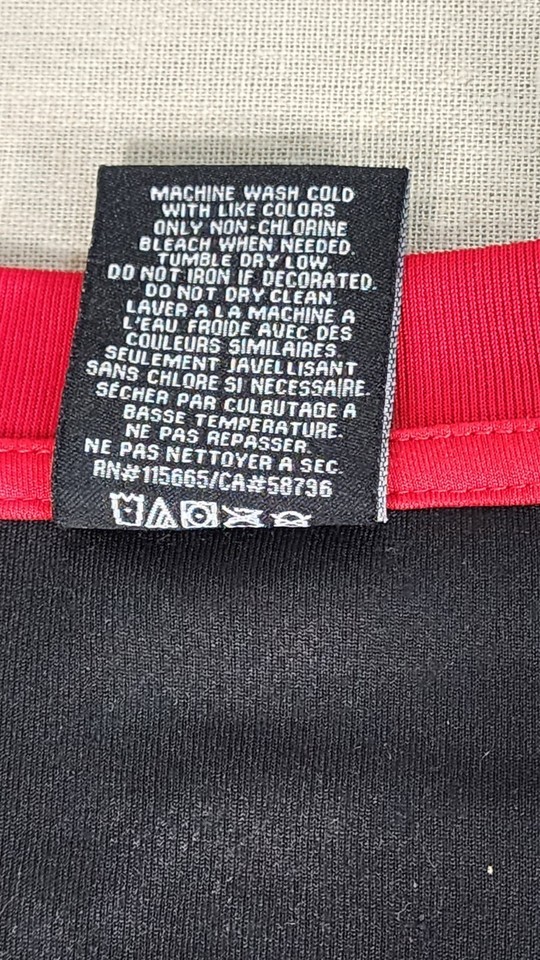 MACHINE WASH COLD
WITH LIKE COLORS
ONLY NON-CHLORINE
BLEACH WHEN NEEDED.
TUMBLE DRY LOW.
DO NOT IRON IF DECORATED.
DO NOT DRY CLEAN.
LAVER A LA MACHINE A
L'EAU FROIDE AVEC DES
COULEURS SIMILAIRES.
SEULEMENT JAVELLISANT
SANS CHLORE SI NECESSAIRE.
SÉCHER PAR CULBUTAGE A
BASSE TEMPERATURE.
NE PAS REPASSER.
NE PAS NETTOYER A SEC.
RN#115665/CA#58796